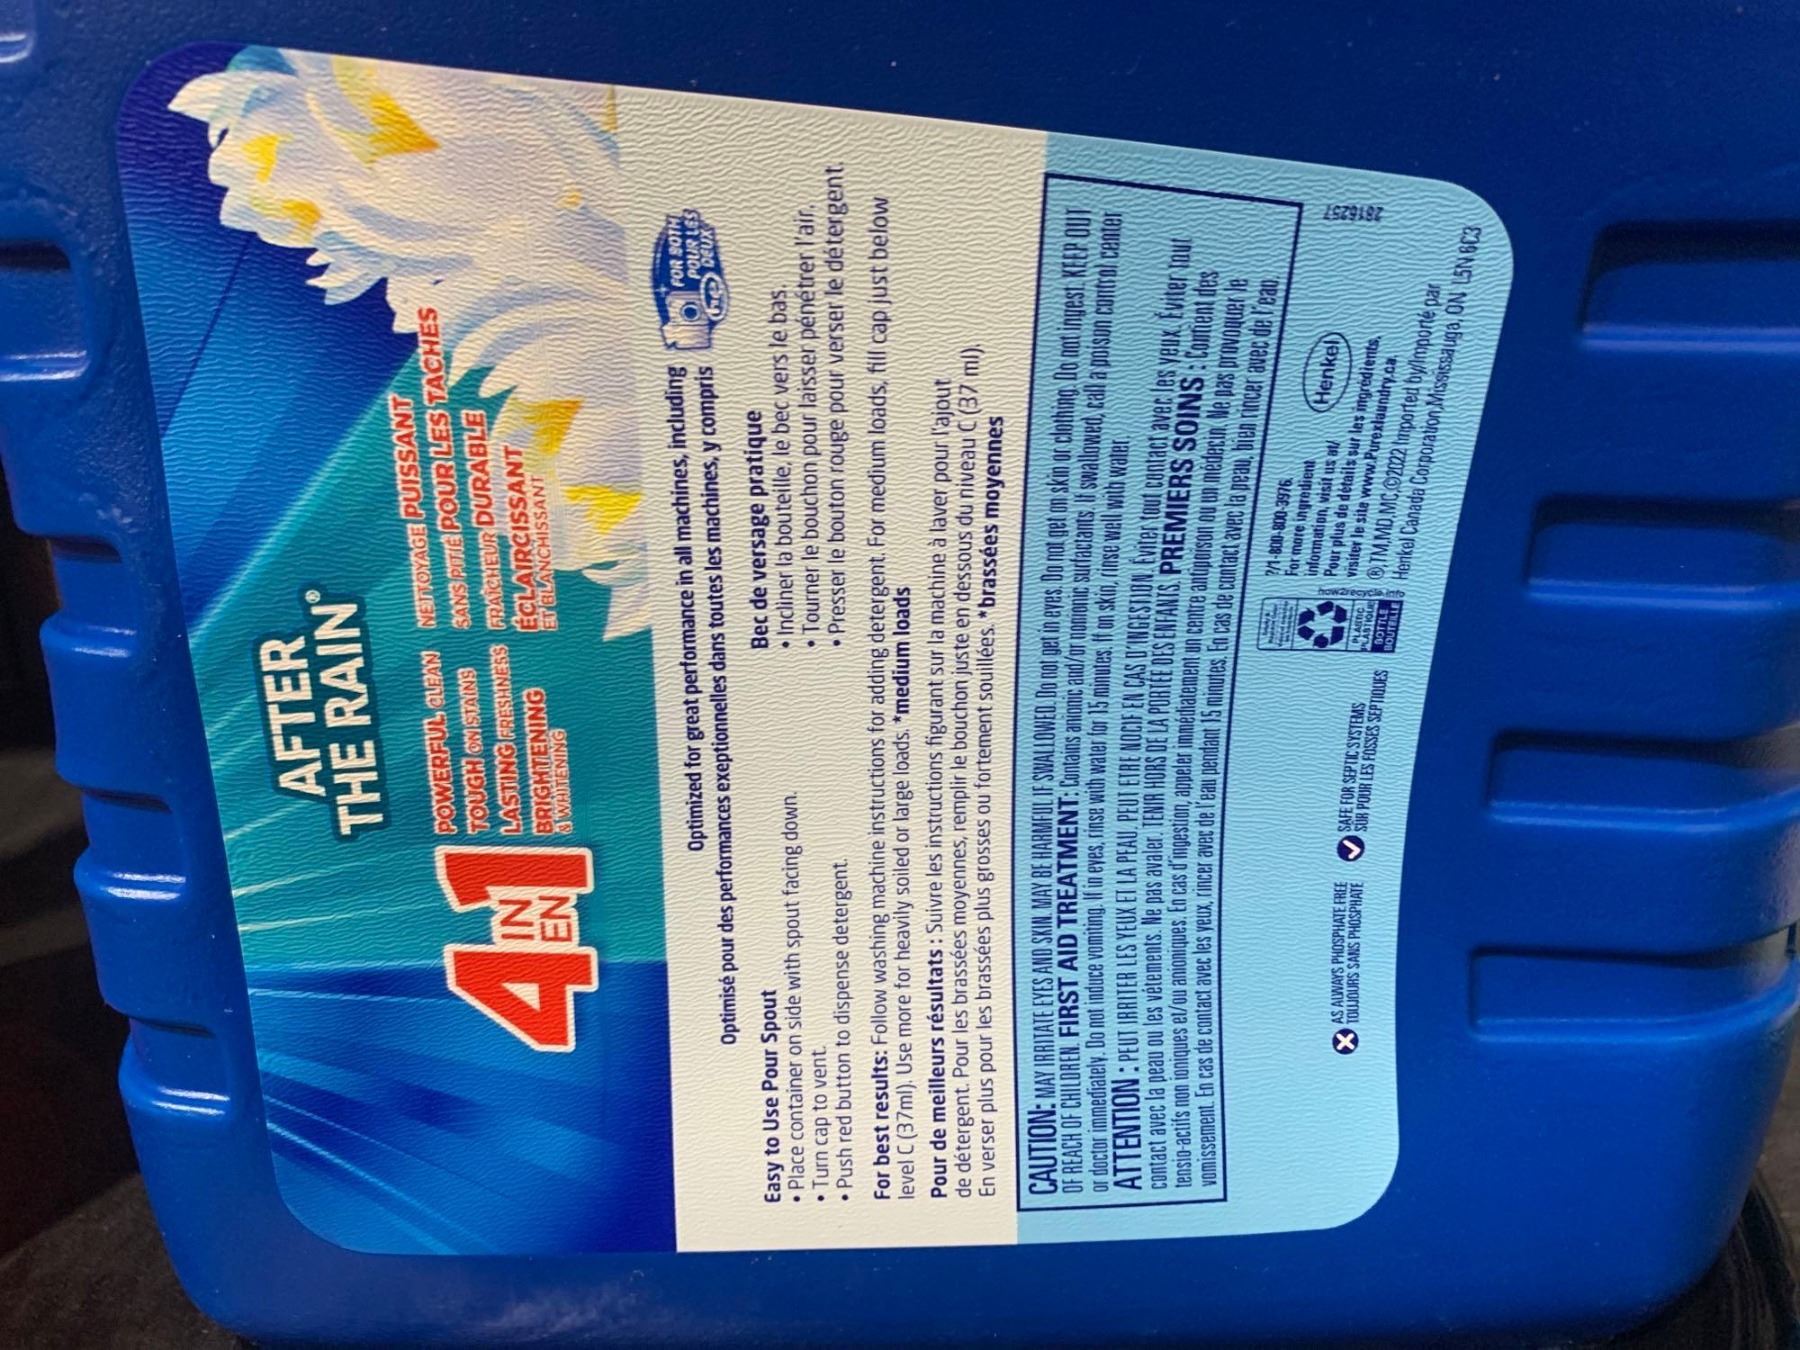 AFTER
THE RAIN®
4 IN EN 1
POWERFUL CLEAN
TOUGH ON STAINS
LASTING FRESHNESS
BRIGHTENING
& WHITENING
NETTOYAGE PUISSANT
SANS PITIÉ POUR LES TACHES
FRAÎCHEUR DURABLE
ÉCLAIRCISSANT
ET BLANCHISSANT
Optimized for great performance in all machines, including
Optimisé pour des performances exeptionnelles dans toutes les machines, y compris
FOR BOTH
POUR LES
DEUX
he
Easy to Use Pour Spout
• Place container on side with spout facing down.
• Turn cap to vent.
• Push red button to dispense detergent.
Bec de versage pratique
• Incliner la bouteille, le bec vers le bas.
• Tourner le bouchon pour laisser pénétrer l'air.
• Presser le bouton rouge pour verser le détergent.
For best results: Follow washing machine instructions for adding detergent. For medium loads, fill cap just below
level C (37ml). Use more for heavily soiled or large loads. *medium loads
Pour de meilleurs résultats : Suivre les instructions figurant sur la machine à laver pour l'ajout
de détergent. Pour les brassées moyennes, remplir le bouchon juste en dessous du niveau C (37 ml).
En verser plus pour les brassées plus grosses ou fortement souillées. *brassées moyennes
CAUTION: MAY IRRITATE EYES AND SKIN. MAY BE HARMFUL IF SWALLOWED. Do not get in eyes. Do not get on skin or clothing. Do not ingest. KEEP OUT
OF REACH OF CHILDREN. FIRST AID TREATMENT: Contains anionic and/or nonionic surfactants. If swallowed, call a poison control center
or doctor immediately. Do not induce vomiting. If in eyes, rinse with water for 15 minutes. If on skin, rinse well with water.
ATTENTION : PEUT IRRITER LES YEUX ET LA PEAU. PEUT ETRE NOCIF EN CAS D'INGESTION. Éviter tout contact avec les yeux. Éviter tout
contact avec la peau ou les vêtements. Ne pas avaler. TENIR HORS DE LA PORTÉE DES ENFANTS. PREMIERS SOINS : Contient des
tensio-actifs non ioniques et/ou anioniques. En cas d'ingestion, appeler immédiatement un centre antipoison ou un médecin. Ne pas provoquer le
vomissement. En cas de contact avec les yeux, rincer avec de l'eau pendant 15 minutes. En cas de contact avec la peau, bien rincer avec de l'eau.
AS ALWAYS PHOSPHATE FREE
TOUJOURS SANS PHOSPHATE
SAFE FOR SEPTIC SYSTEMS
SÛR POUR LES FOSSES SEPTIQUES
PLASTIC
PLASTIQUE
BOTTLE
BOUTEILLE
how2recycle.info
?/1-800-803-3976.
For more ingredient
information, visit us at/
Pour plus de détails sur les ingrédients,
visiter le site www.Purexlaundry.ca.
®,TM,MD,MC,©2022 Imported by/Importé par
Henkel Canada Corporation, Mississauga, ON L5N 6C3
Henkel
2816257